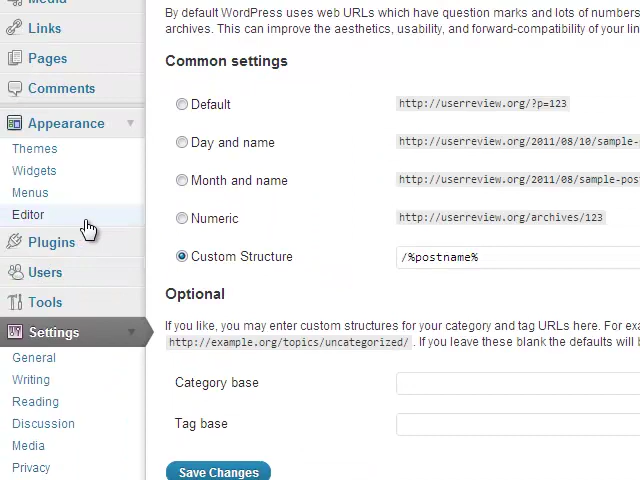 Media
Links
Pages
Comments
Appearance
Themes
Widgets
Menus
Editor
Plugins
Users
Tools
Settings
General
Writing
Reading
Discussion
Media
Privacy
By default WordPress uses web URLs which have question marks and lots of numbers
archives. This can improve the aesthetics, usability, and forward-compatibility of your lin
Common settings
Default http://userreview.org/?p=123
Day and name http://userreview.org/2011/08/10/sample-
Month and name http://userreview.org/2011/08/sample-pos
Numeric http://userreview.org/archives/123
Custom Structure /%postname%
Optional
If you like, you may enter custom structures for your category and tag URLs here. For exa
http://example.org/topics/uncategorized/ . If you leave these blank the defaults will b
Category base
Tag base
Save Changes